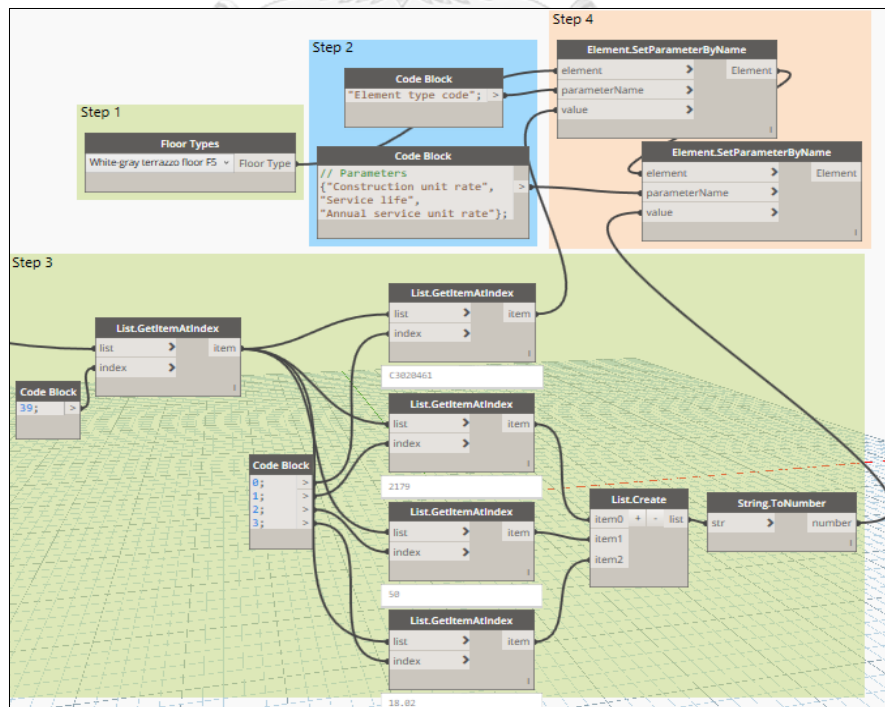 Step 1
Floor Types
White-gray terrazzo floor F5
Floor Type
Step 2
Code Block
"Element type code";
>
Code Block
// Parameters
{"Construction unit rate",
"Service life",
"Annual service unit rate"};
>
Step 4
Element.SetParameterByName
element > Element
parameterName >
value >
Element.SetParameterByName
element > Element
parameterName >
value >
Step 3
List.GetItemAtIndex
list > item
index >
Code Block
39; >
Code Block
0; >
1; >
2; >
3; >
List.GetItemAtIndex
list > item
index >
C3020461
List.GetItemAtIndex
list > item
index >
2179
List.GetItemAtIndex
list > item
index >
50
List.GetItemAtIndex
list > item
index >
18.02
List.Create
item0 + - list
item1
item2
String.ToNumber
str > number